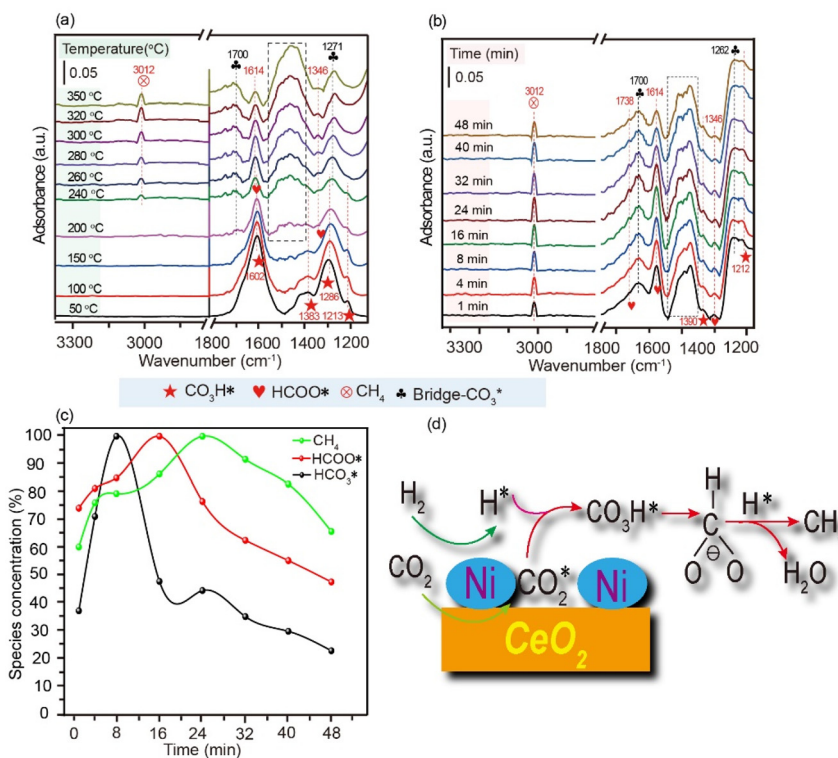 (a)
Temperature(°C)
0.05
1700
1614
1346
1271
3012
350 °C
320 °C
300 °C
280 °C
260 °C
240 °C
200 °C
150 °C
100 °C
50 °C
1602
1286
1383
1213
Adsorbance (a.u.)
3300
3000
1800
1600
1400
1200
Wavenumber (cm⁻¹)
(b)
Time (min)
0.05
1262
1700
1738
1614
3012
1346
48 min
40 min
32 min
24 min
16 min
8 min
4 min
1 min
1212
1390
Adsorbance (a.u.)
3300
3000
1800
1600
1400
1200
Wavenumber (cm⁻¹)
★ CO₃H* ♥ HCOO* ⊗ CH₄ ♣ Bridge-CO₃*
(c)
100
90
80
70
60
50
40
30
20
10
0
Species concentration (%)
CH₄
HCOO*
HCO₃*
0 8 16 24 32 40 48
Time (min)
(d)
H₂
H*
CO₃H*
H
C
O
⊖
O
H*
CH
H₂O
CO₂
Ni
CO₂*
Ni
CeO₂